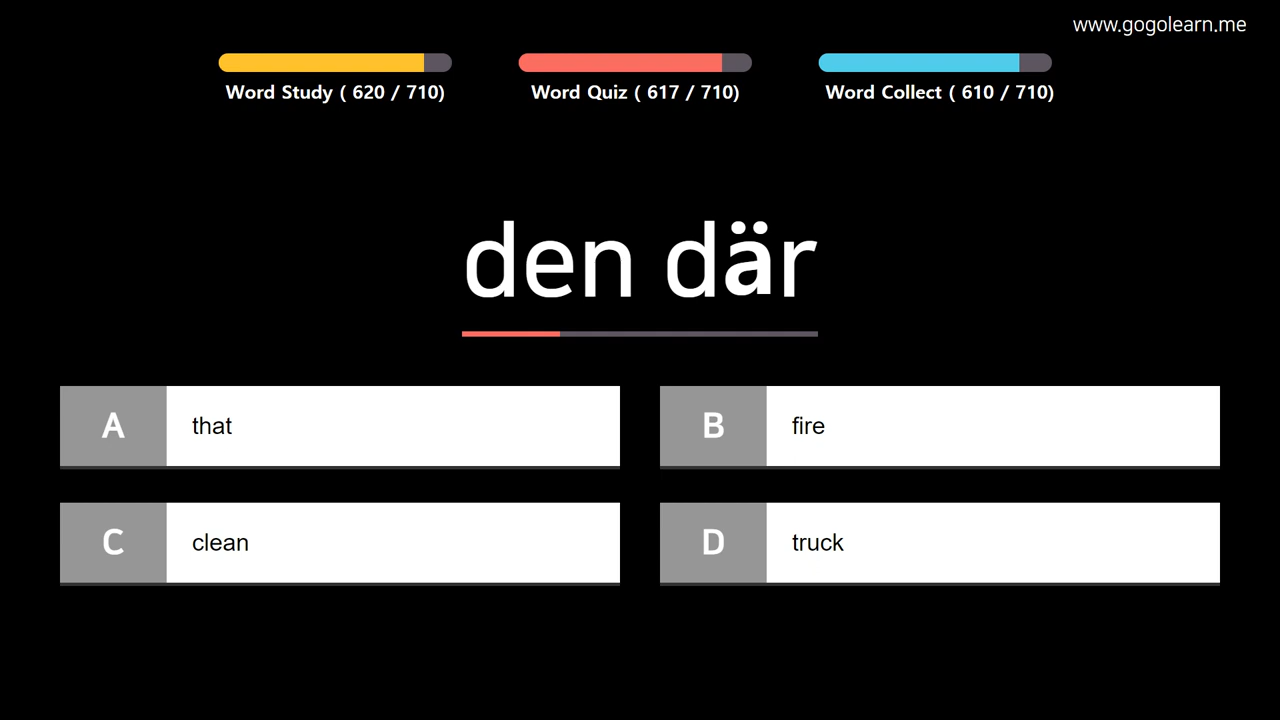 www.gogolearn.me
Word Study ( 620 / 710)
Word Quiz ( 617 / 710)
Word Collect ( 610 / 710)
den där
A that
B fire
C clean
D truck